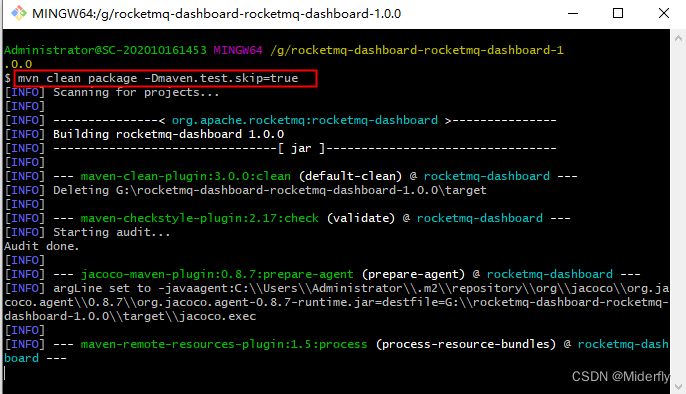 MINGW64:/g/rocketmq-dashboard-rocketmq-dashboard-1.0.0
Administrator@SC-202010161453 MINGW64 /g/rocketmq-dashboard-rocketmq-dashboard-1
.0.0
$ mvn clean package -Dmaven.test.skip=true
[INFO] Scanning for projects...
[INFO]
[INFO] ---------------< org.apache.rocketmq:rocketmq-dashboard >---------------
[INFO] Building rocketmq-dashboard 1.0.0
[INFO] --------------------------------[ jar ]---------------------------------
[INFO]
[INFO] --- maven-clean-plugin:3.0.0:clean (default-clean) @ rocketmq-dashboard ---
[INFO] Deleting G:\rocketmq-dashboard-rocketmq-dashboard-1.0.0\target
[INFO]
[INFO] --- maven-checkstyle-plugin:2.17:check (validate) @ rocketmq-dashboard ---
[INFO] Starting audit...
Audit done.
[INFO]
[INFO] --- jacoco-maven-plugin:0.8.7:prepare-agent (prepare-agent) @ rocketmq-dashboard ---
[INFO] argLine set to -javaagent:C:\\Users\\Administrator\\.m2\\repository\\org\\jacoco\\org.ja
coco.agent\\0.8.7\\org.jacoco.agent-0.8.7-runtime.jar=destfile=G:\\rocketmq-dashboard-rocketmq-
dashboard-1.0.0\\target\\jacoco.exec
[INFO]
[INFO] --- maven-remote-resources-plugin:1.5:process (process-resource-bundles) @ rocketmq-dash
board ---
CSDN @Miderfly